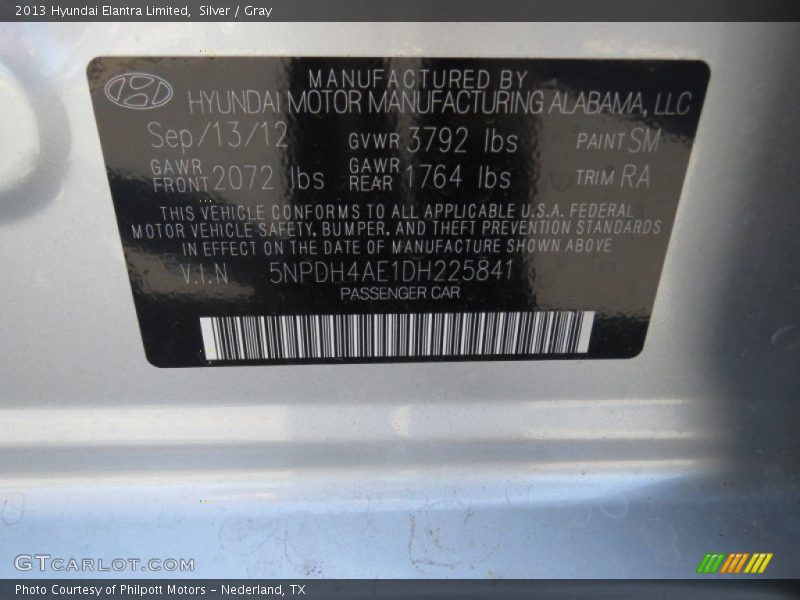 2013 Hyundai Elantra Limited, Silver / Gray
MANUFACTURED BY
HYUNDAI MOTOR MANUFACTURING ALABAMA, LLC
Sep/13/12 GVWR 3792 lbs PAINT SM
GAWR FRONT 2072 lbs GAWR REAR 1764 lbs TRIM RA
THIS VEHICLE CONFORMS TO ALL APPLICABLE U.S.A. FEDERAL
MOTOR VEHICLE SAFETY, BUMPER, AND THEFT PREVENTION STANDARDS
IN EFFECT ON THE DATE OF MANUFACTURE SHOWN ABOVE
V.I.N 5NPDH4AE1DH225841
PASSENGER CAR
GTCARLOT.COM
Photo Courtesy of Philpott Motors - Nederland, TX